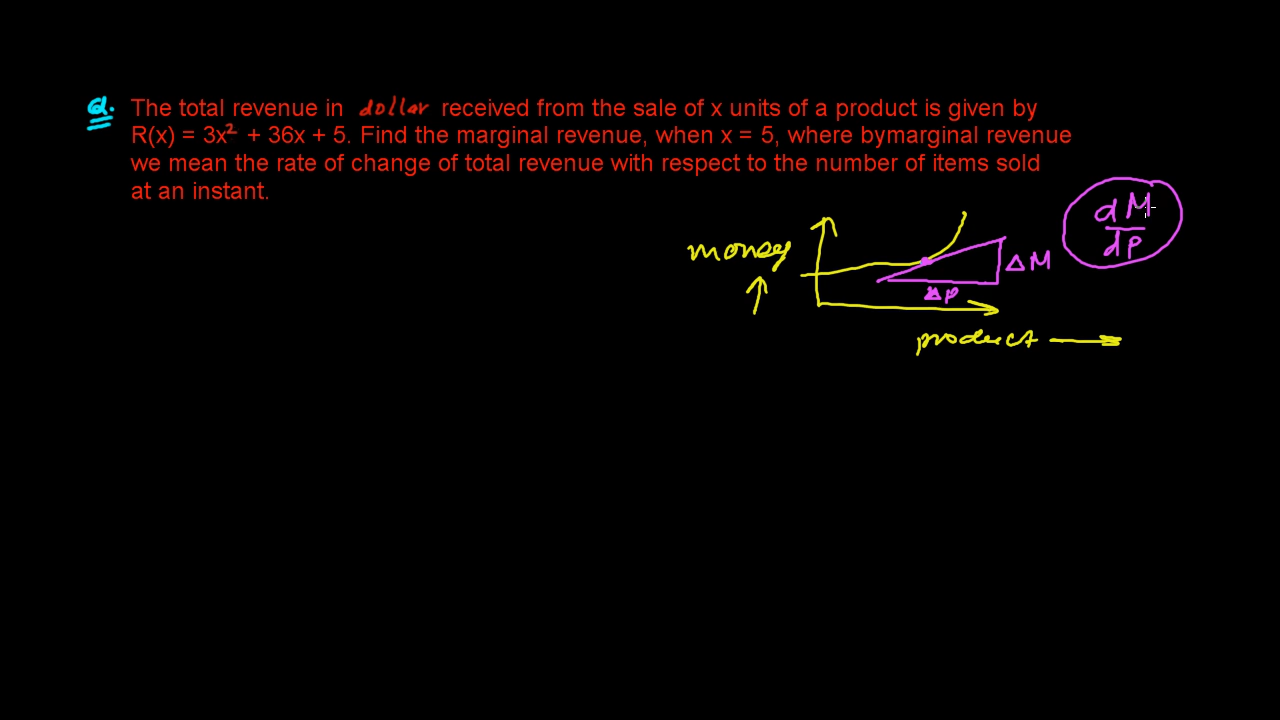 Q. The total revenue in dollar received from the sale of x units of a product is given by
R(x) = 3x² + 36x + 5. Find the marginal revenue, when x = 5, where bymarginal revenue
we mean the rate of change of total revenue with respect to the number of items sold
at an instant.
dM
dP
money
ΔM
ΔP
product